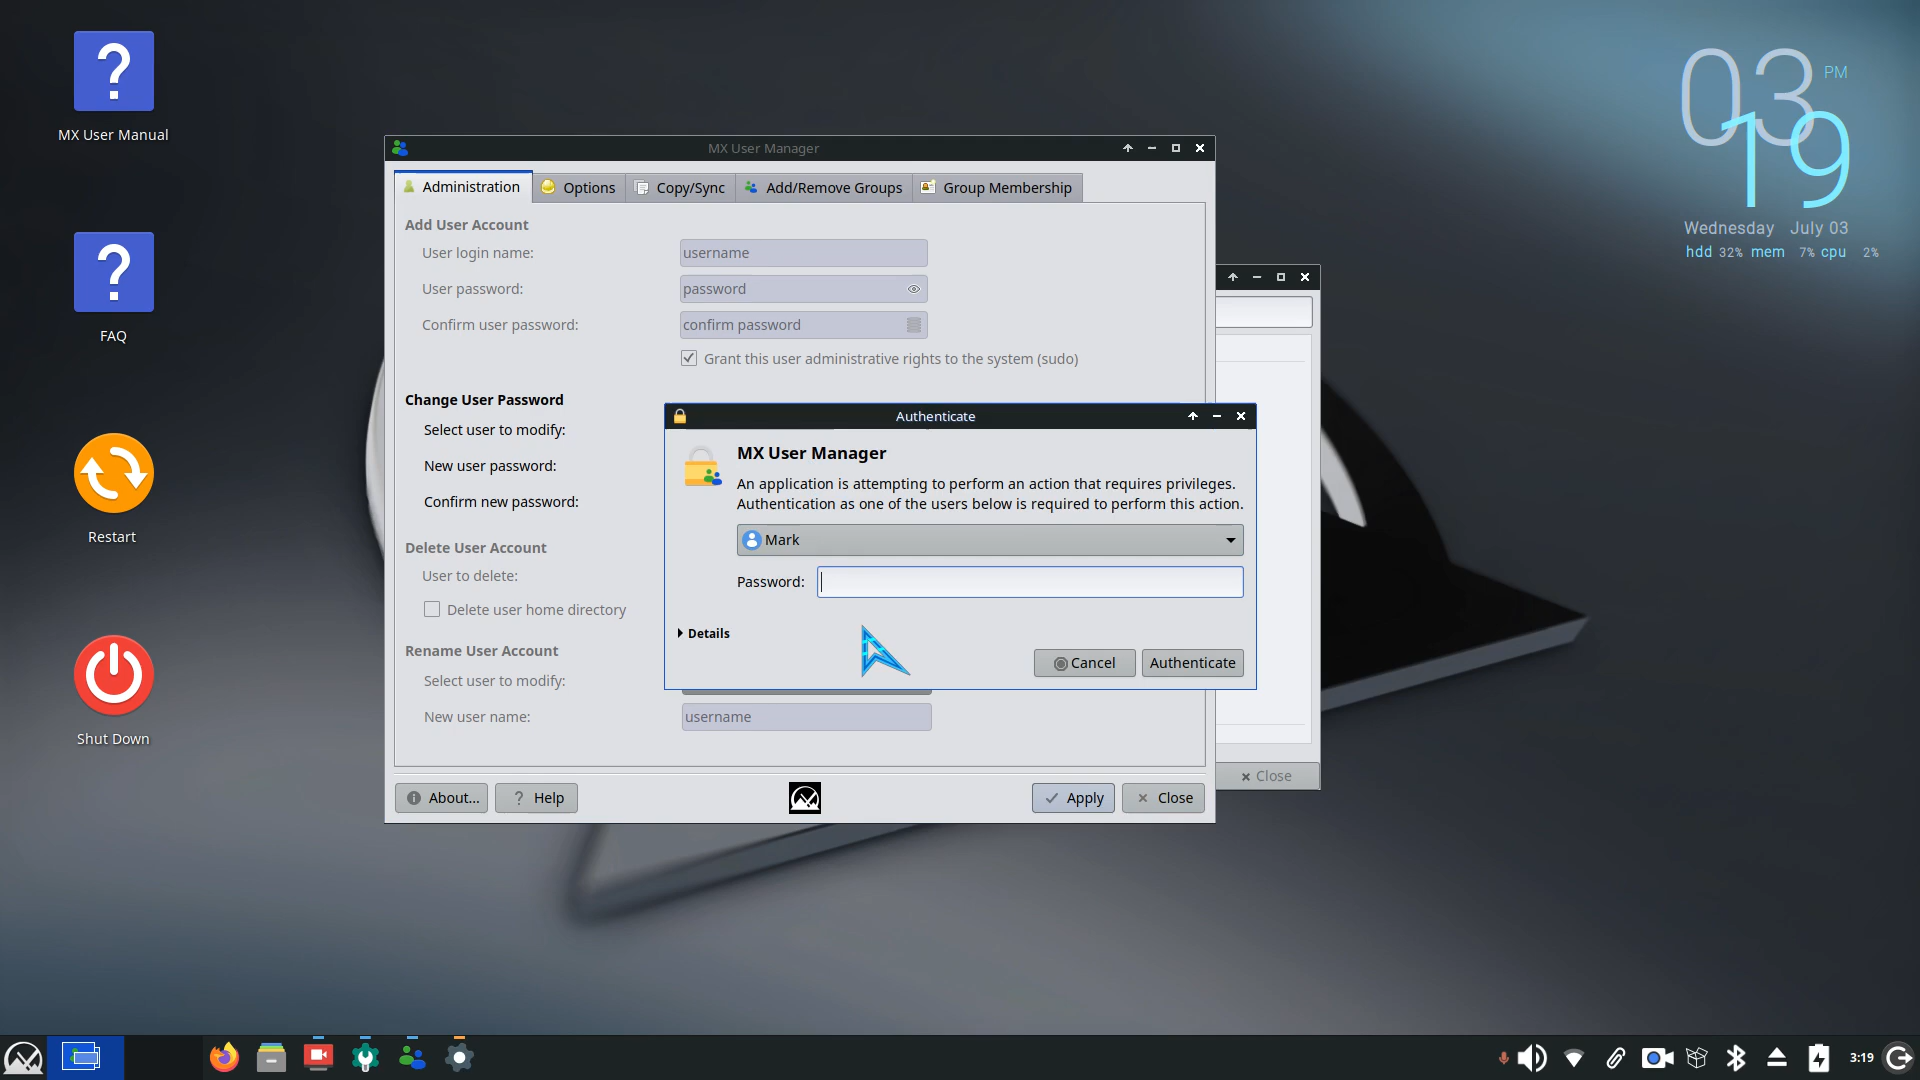 MX User Manual
FAQ
Restart
Shut Down
03 PM
19
Wednesday July 03
hdd 32% mem 7% cpu 2%
MX User Manager
Administration
Options
Copy/Sync
Add/Remove Groups
Group Membership
Add User Account
User login name:
username
User password:
password
Confirm user password:
confirm password
Grant this user administrative rights to the system (sudo)
Change User Password
Select user to modify:
New user password:
Confirm new password:
Delete User Account
User to delete:
Delete user home directory
Rename User Account
Select user to modify:
New user name:
username
About...
Help
Apply
Close
Authenticate
MX User Manager
An application is attempting to perform an action that requires privileges.
Authentication as one of the users below is required to perform this action.
Mark
Password:
Details
Cancel
Authenticate
Close
3:19